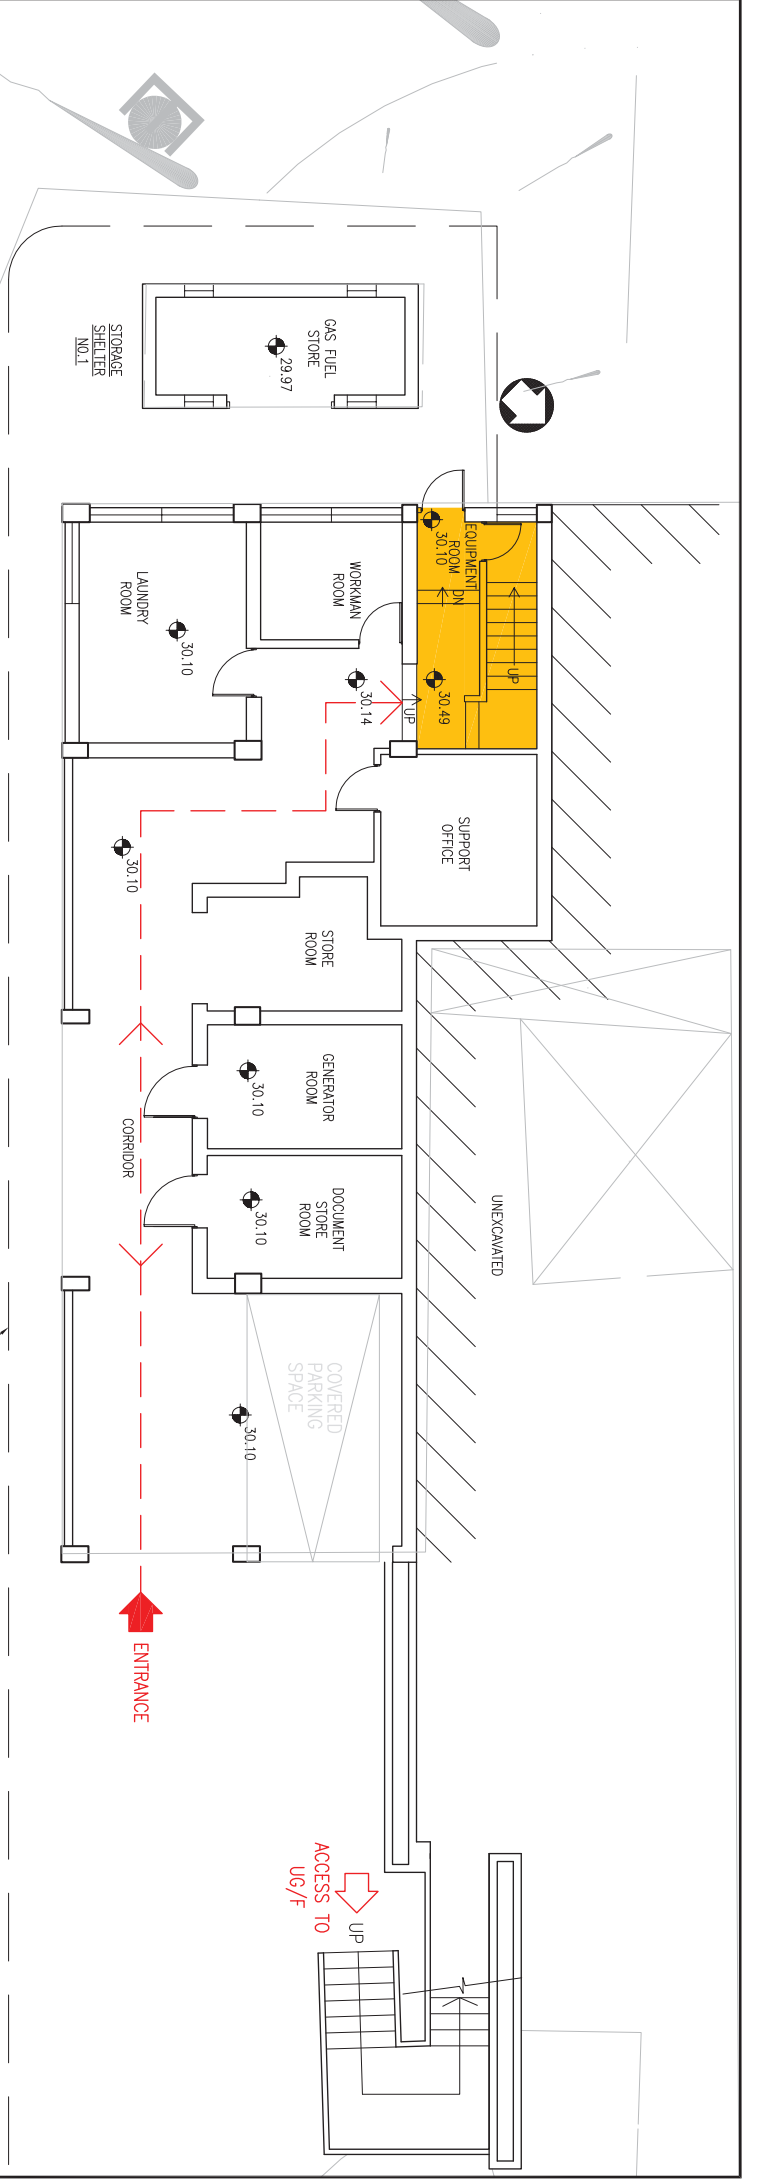 GAS FUEL
STORE
29.97
STORAGE
SHELTER
NO.1
EQUIPMENT
ROOM
30.10
DN
UP
30.49
UP
WORKMAN
ROOM
30.14
LAUNDRY
ROOM
30.10
SUPPORT
OFFICE
30.10
STORE
ROOM
GENERATOR
ROOM
30.10
CORRIDOR
DOCUMENT
STORE
ROOM
30.10
UNEXCAVATED
COVERED
PARKING
SPACE
30.10
ENTRANCE
ACCESS TO
UG/F
UP